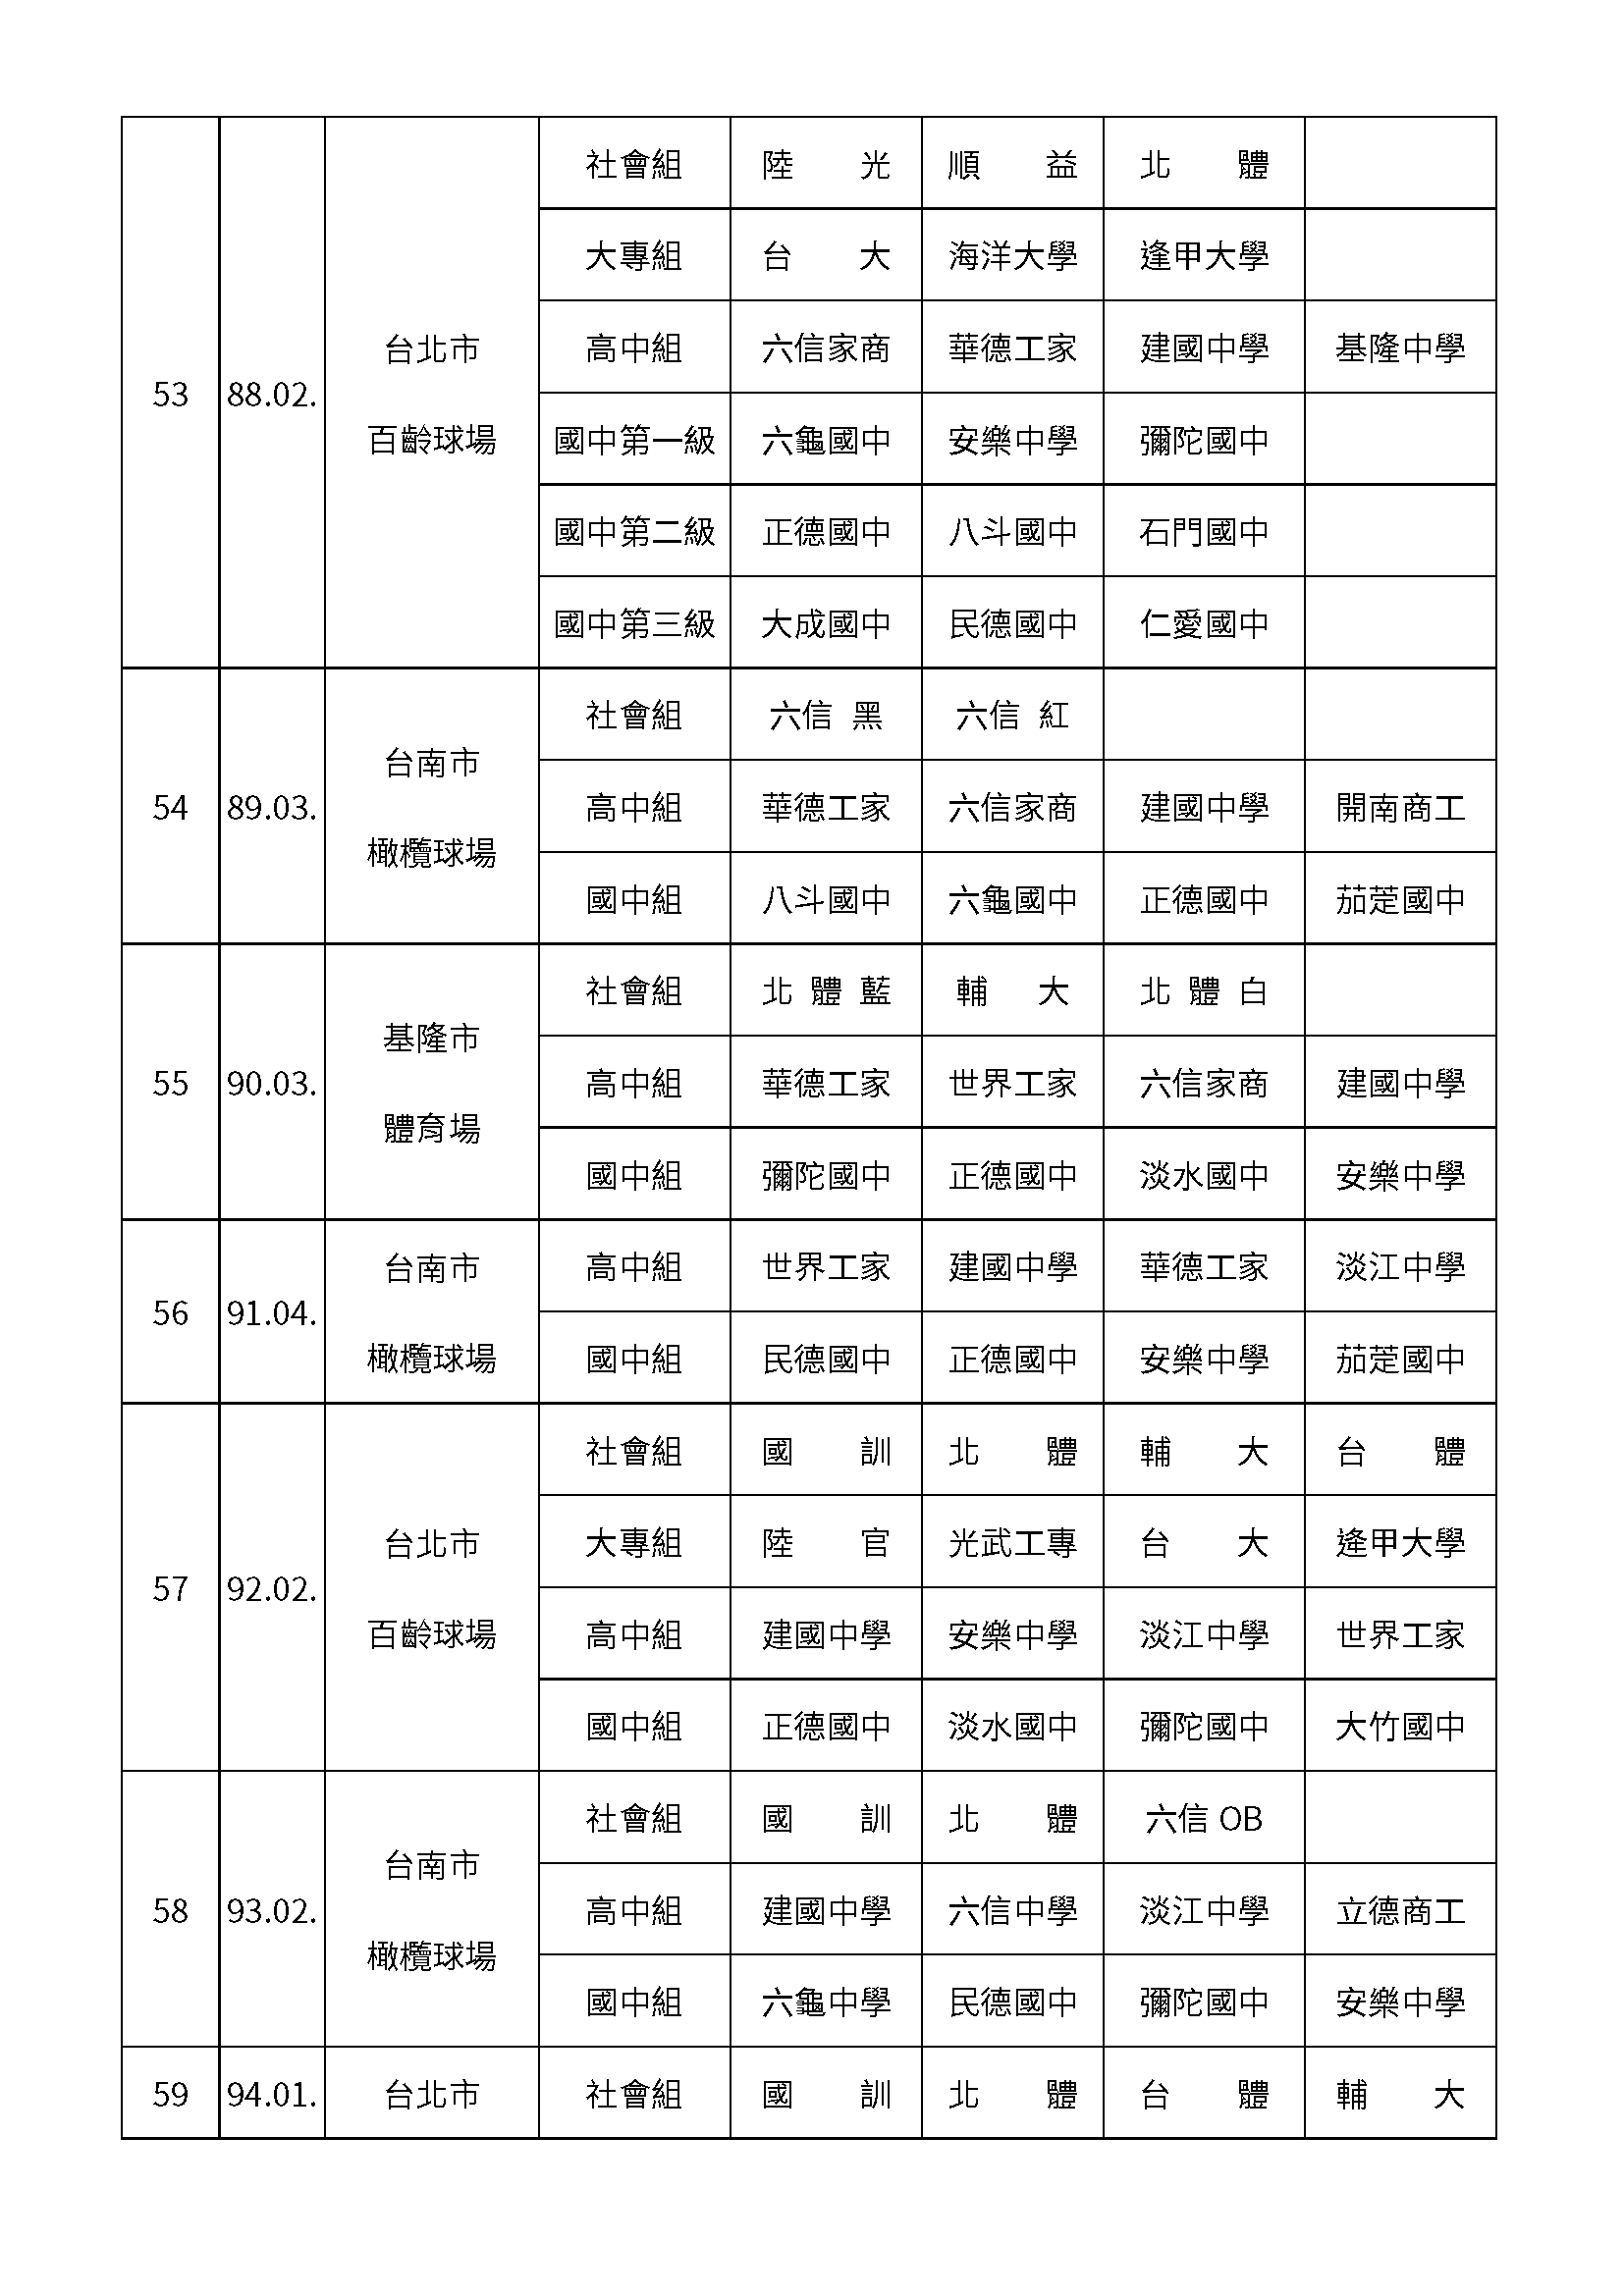 53 88.02. 台北市 百齡球場 社會組 陸 光 順 益 北 體
大專組 台 大 海洋大學 逢甲大學
高中組 六信家商 華德工家 建國中學 基隆中學
國中第一級 六龜國中 安樂中學 彌陀國中
國中第二級 正德國中 八斗國中 石門國中
國中第三級 大成國中 民德國中 仁愛國中
54 89.03. 台南市 橄欖球場 社會組 六信 黑 六信 紅
高中組 華德工家 六信家商 建國中學 開南商工
國中組 八斗國中 六龜國中 正德國中 茄萣國中
55 90.03. 基隆市 體育場 社會組 北 體 藍 輔 大 北 體 白
高中組 華德工家 世界工家 六信家商 建國中學
國中組 彌陀國中 正德國中 淡水國中 安樂中學
56 91.04. 台南市 橄欖球場 高中組 世界工家 建國中學 華德工家 淡江中學
國中組 民德國中 正德國中 安樂中學 茄萣國中
57 92.02. 台北市 百齡球場 社會組 國 訓 北 體 輔 大 台 體
大專組 陸 官 光武工專 台 大 逄甲大學
高中組 建國中學 安樂中學 淡江中學 世界工家
國中組 正德國中 淡水國中 彌陀國中 大竹國中
58 93.02. 台南市 橄欖球場 社會組 國 訓 北 體 六信 OB
高中組 建國中學 六信中學 淡江中學 立德商工
國中組 六龜中學 民德國中 彌陀國中 安樂中學
59 94.01. 台北市 社會組 國 訓 北 體 台 體 輔 大